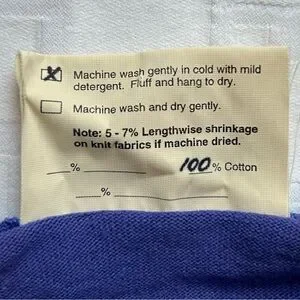 Machine wash gently in cold with mild
detergent. Fluff and hang to dry.
Machine wash and dry gently.
Note: 5 - 7% Lengthwise shrinkage
on knit fabrics if machine dried.
___% ________ 100% Cotton
_____% ________